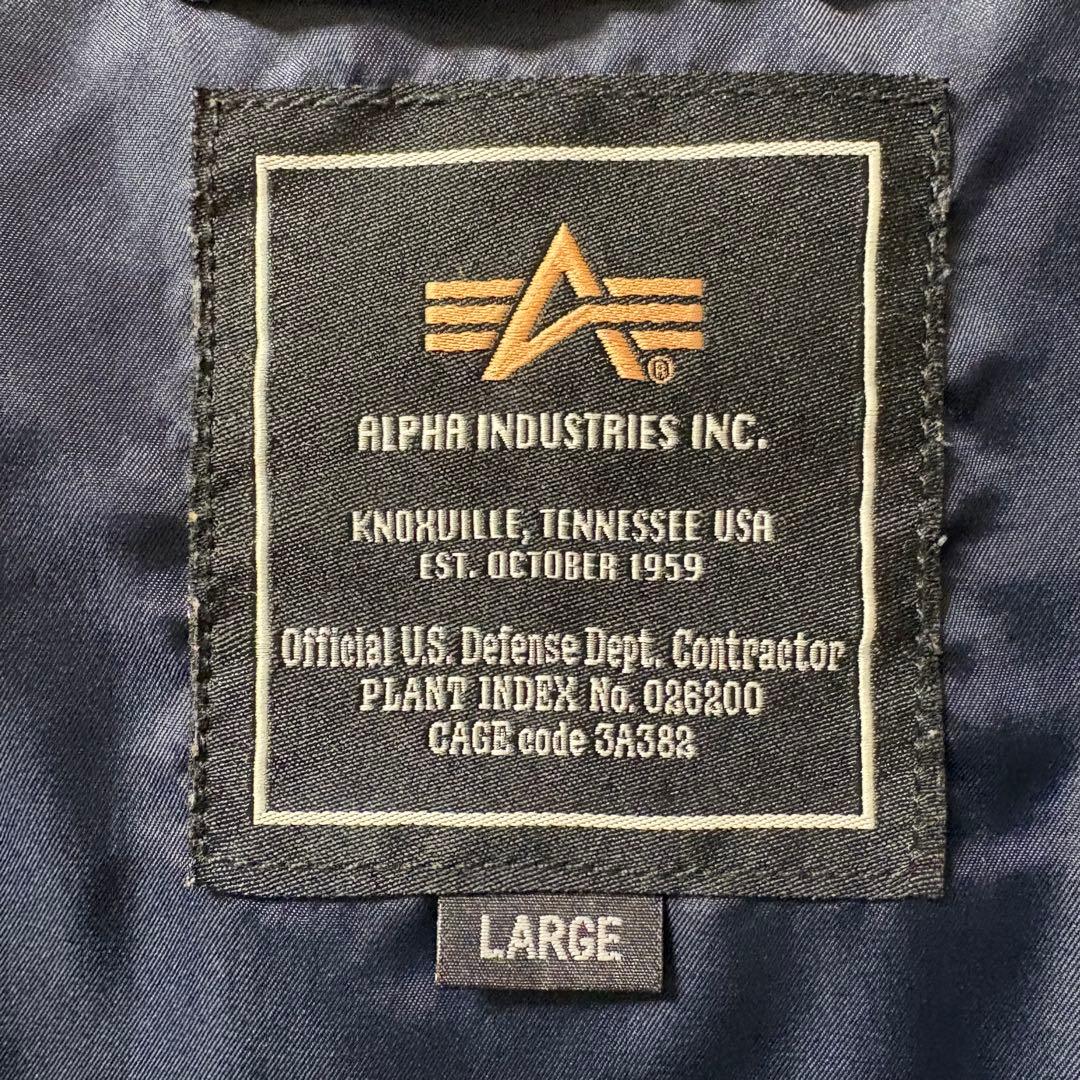 ®
ALPHA INDUSTRIES INC.
KNOXVILLE, TENNESSEE USA
EST. OCTOBER 1959
Official U.S. Defense Dept. Contractor
PLANT INDEX No. 026200
CAGE code 3A382
LARGE